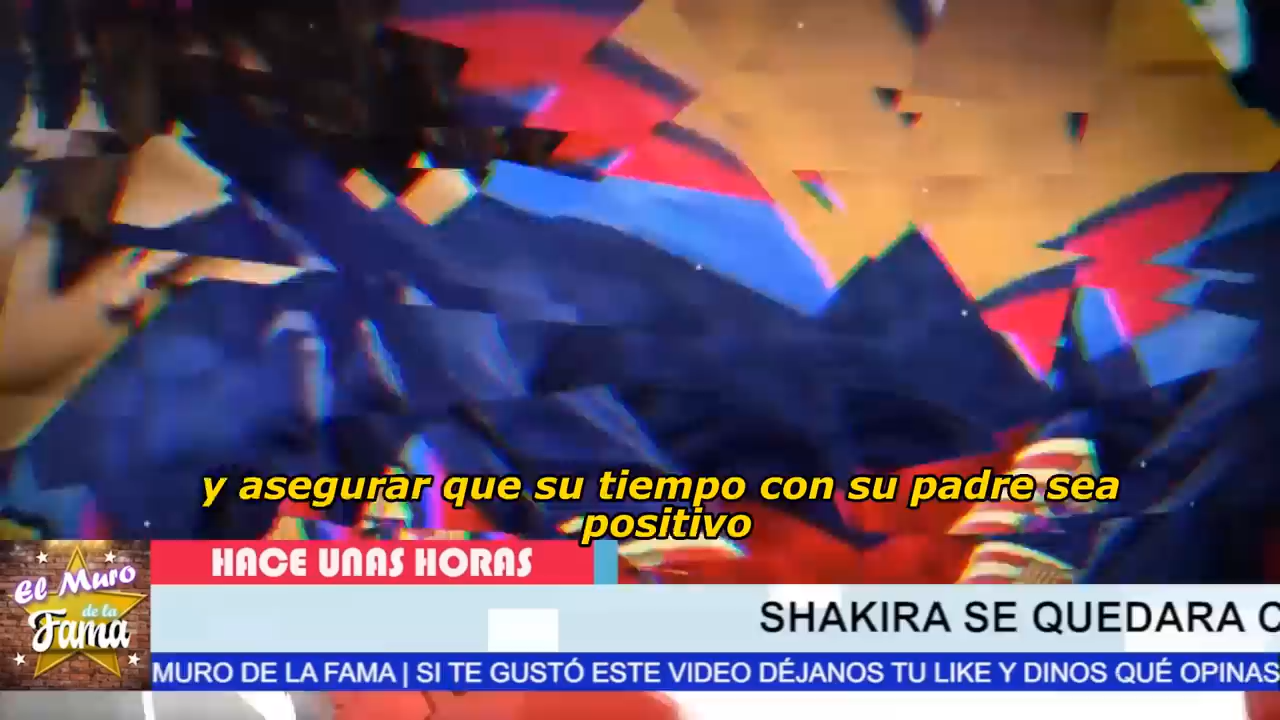 y asegurar que su tiempo con su padre sea
positivo
HACE UNAS HORAS
El Muro
de la
Fama
SHAKIRA SE QUEDARA
MURO DE LA FAMA | SI TE GUSTÓ ESTE VIDEO DÉJANOS TU LIKE Y DINOS QUÉ OPINAS